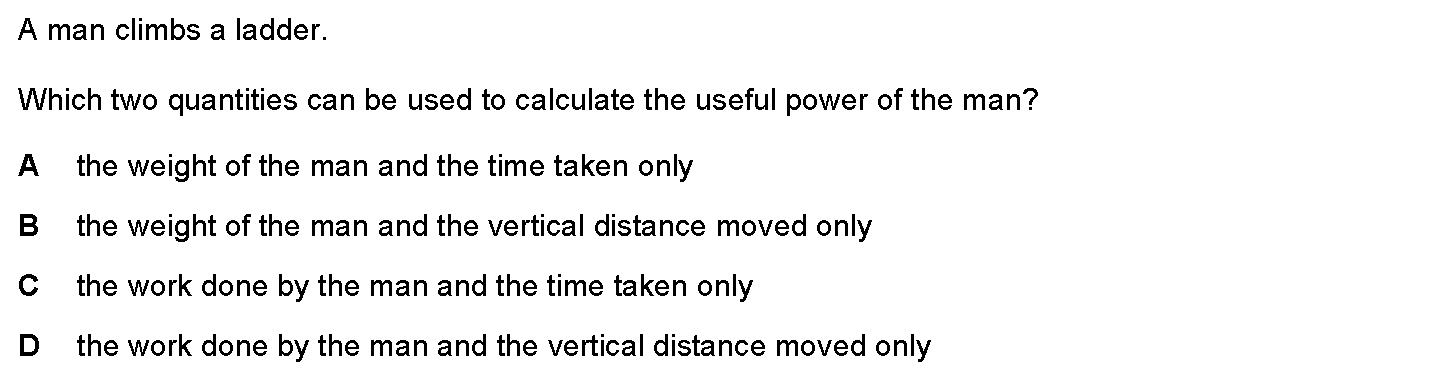 A man climbs a ladder.
Which two quantities can be used to calculate the useful power of the man?
A the weight of the man and the time taken only
B the weight of the man and the vertical distance moved only
C the work done by the man and the time taken only
D the work done by the man and the vertical distance moved only